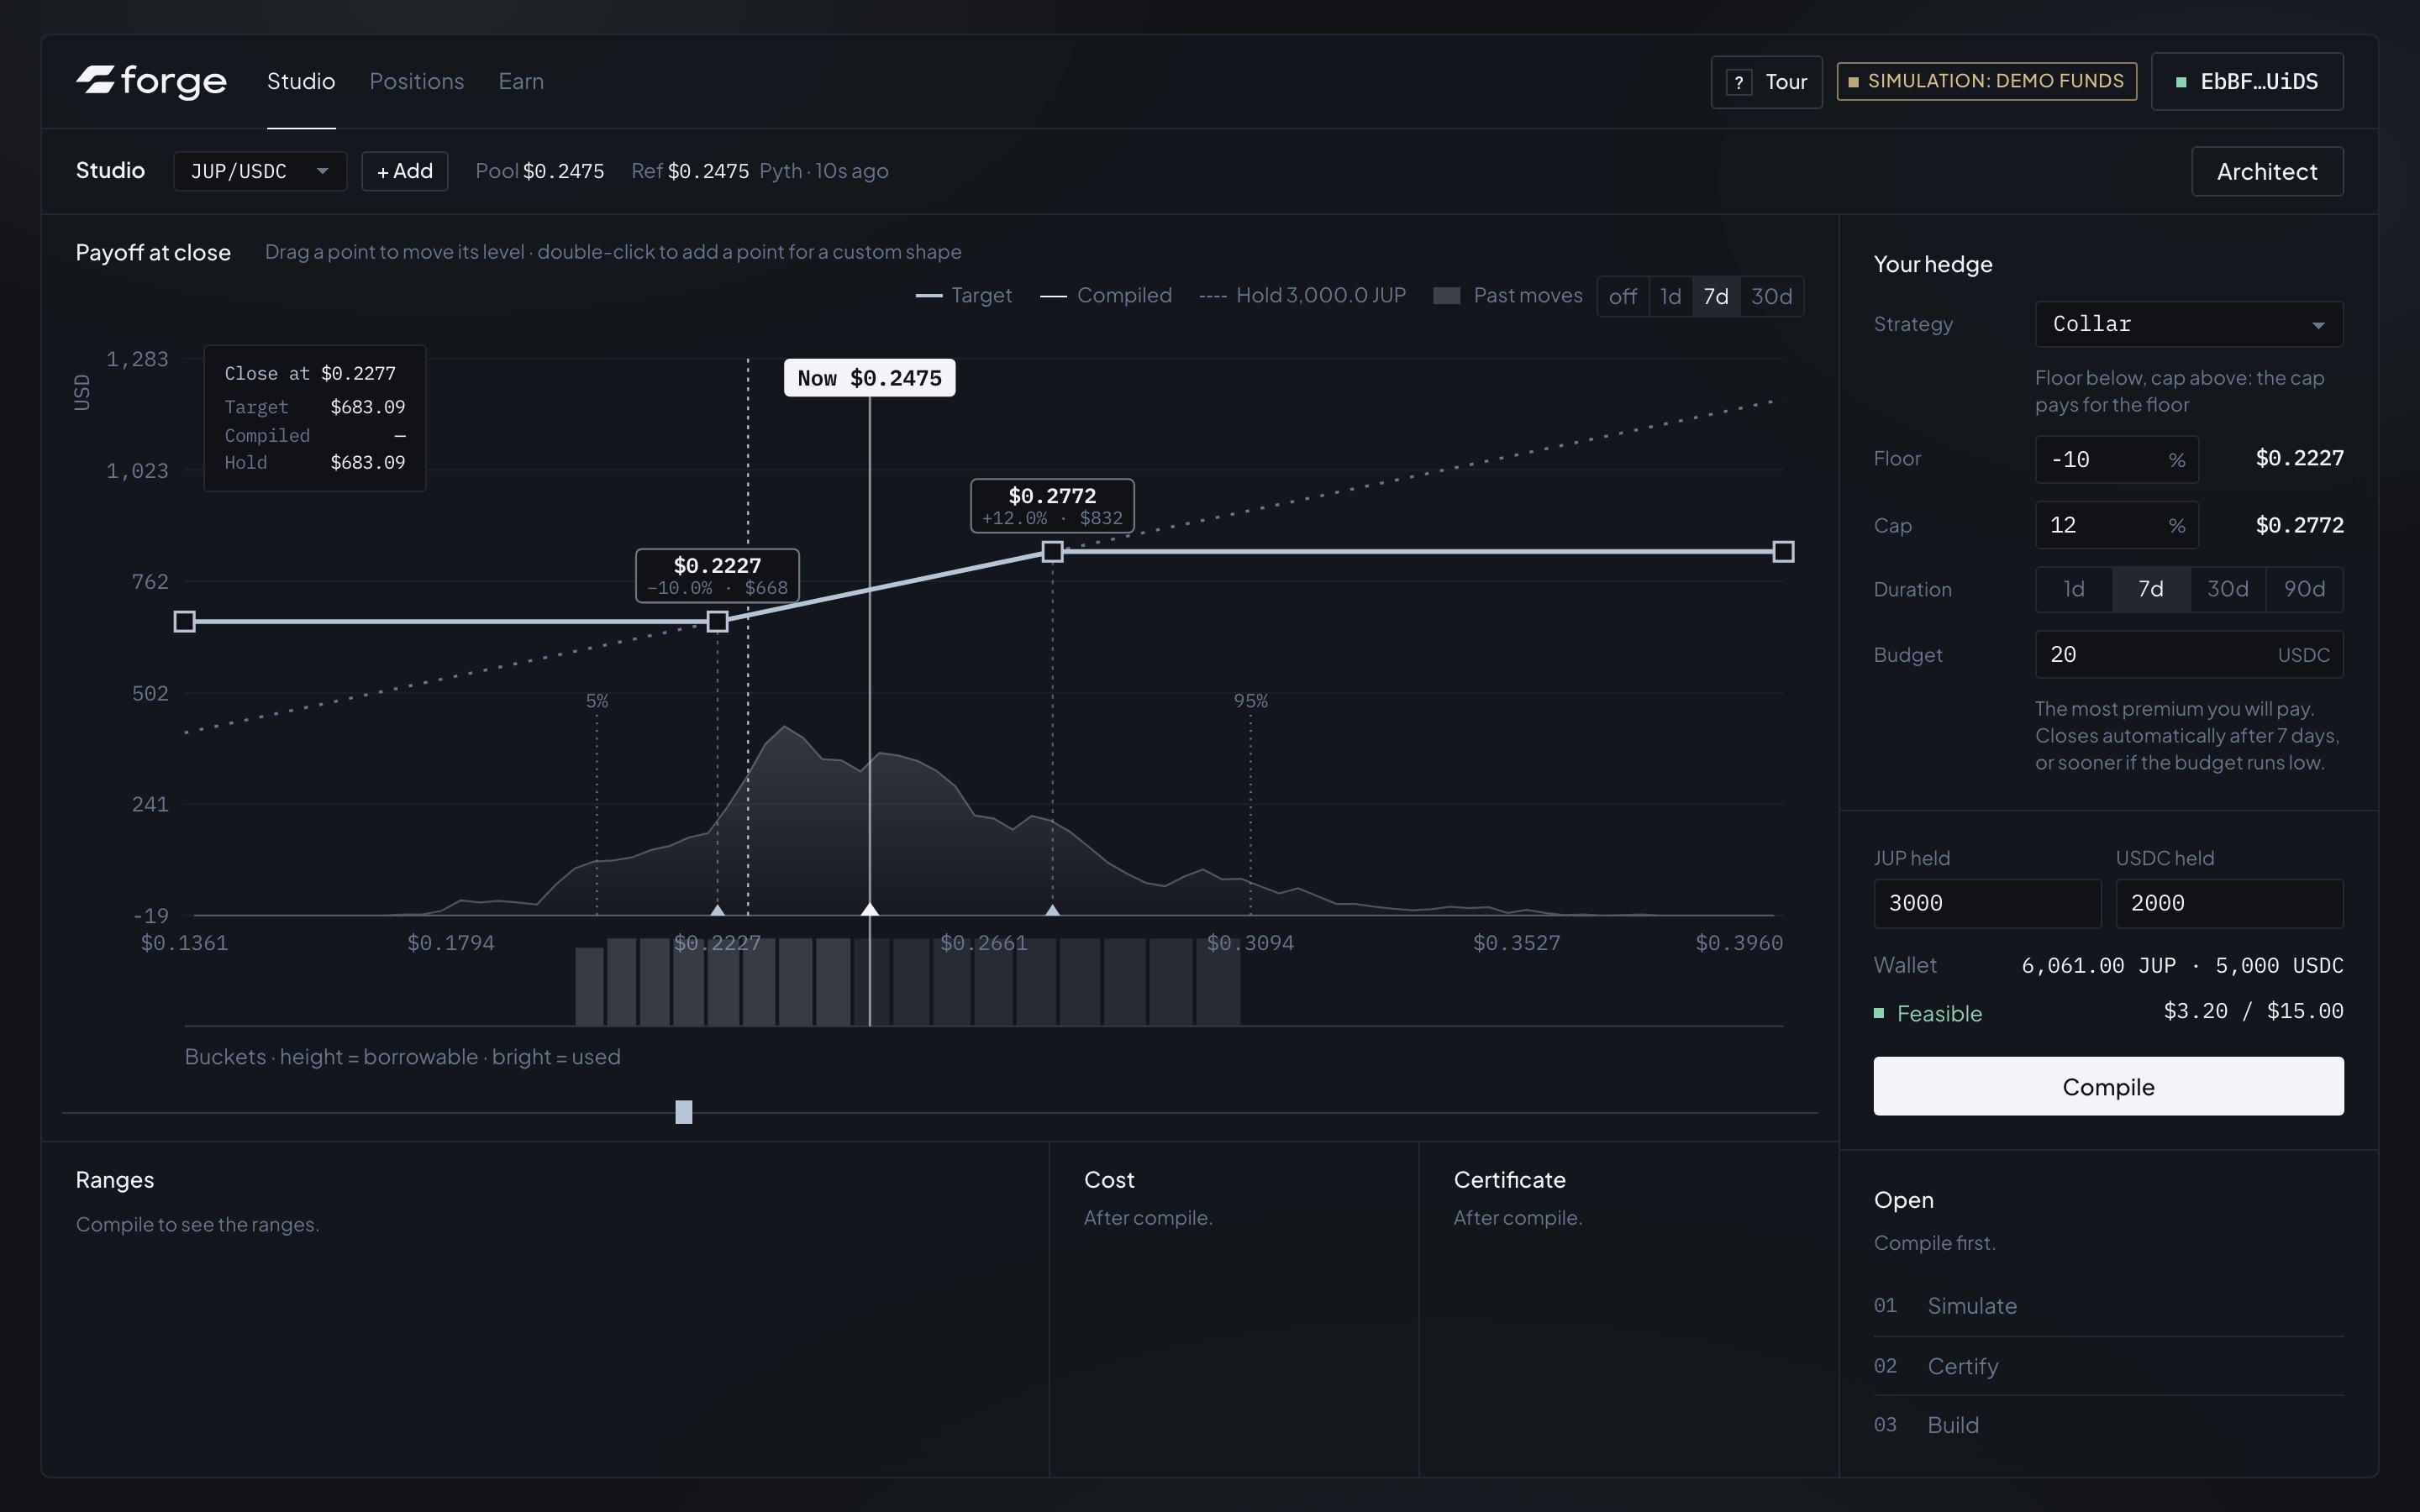 forge Studio Positions Earn ? Tour SIMULATION: DEMO FUNDS EbBF…UiDS
Studio JUP/USDC + Add Pool $0.2475 Ref $0.2475 Pyth · 10s ago Architect
Payoff at close Drag a point to move its level · double-click to add a point for a custom shape
Target Compiled Hold 3,000.0 JUP Past moves off 1d 7d 30d
USD
1,283
1,023
762
502
241
-19
Close at $0.2277
Target $683.09
Compiled —
Hold $683.09
Now $0.2475
$0.2772
+12.0% · $832
$0.2227
−10.0% · $668
5%
95%
$0.1361 $0.1794 $0.2227 $0.2661 $0.3094 $0.3527 $0.3960
Buckets · height = borrowable · bright = used
Ranges
Compile to see the ranges.
Cost
After compile.
Certificate
After compile.
Your hedge
Strategy Collar
Floor below, cap above: the cap
pays for the floor
Floor -10 % $0.2227
Cap 12 % $0.2772
Duration 1d 7d 30d 90d
Budget 20 USDC
The most premium you will pay.
Closes automatically after 7 days,
or sooner if the budget runs low.
JUP held USDC held
3000 2000
Wallet 6,061.00 JUP · 5,000 USDC
Feasible $3.20 / $15.00
Compile
Open
Compile first.
01 Simulate
02 Certify
03 Build